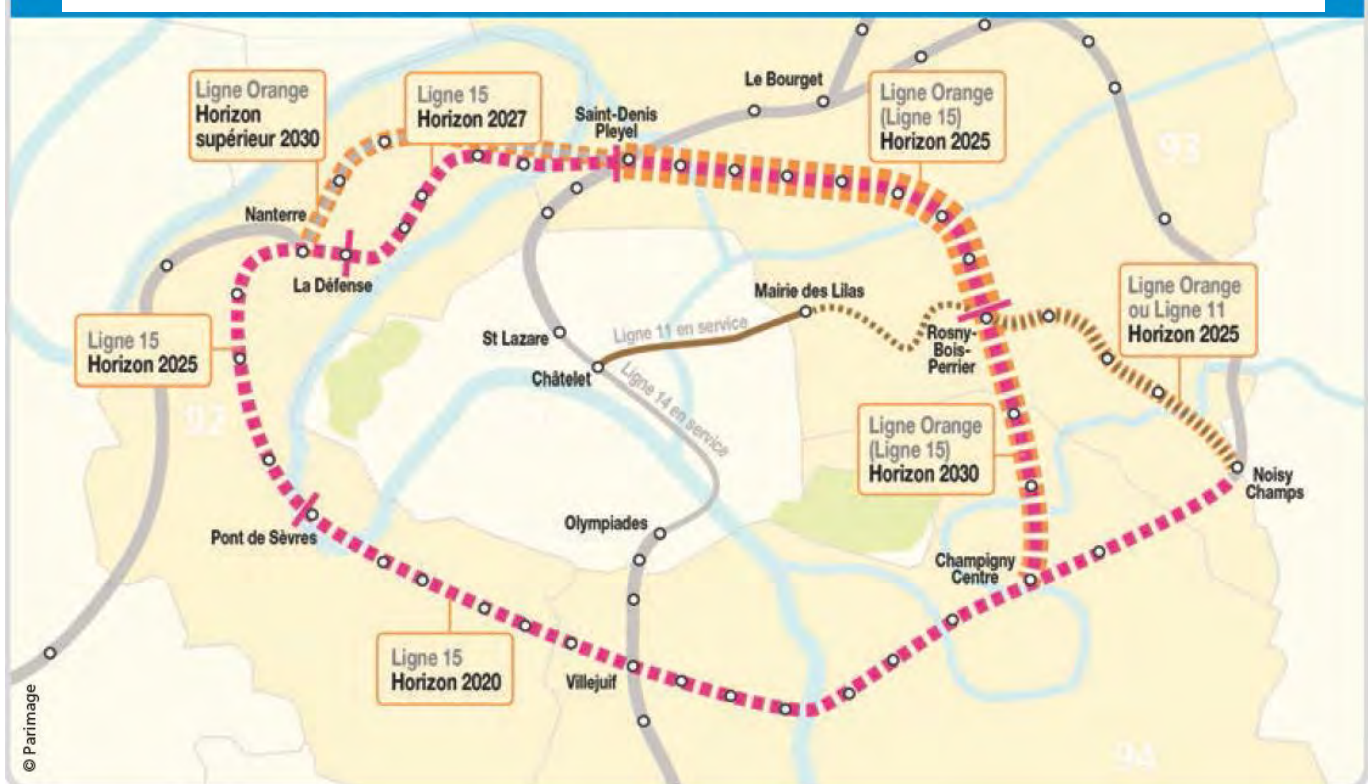 Le Bourget
Ligne Orange
Horizon
supérieur 2030
Ligne 15
Horizon 2027
Saint-Denis
Pleyel
Ligne Orange
(Ligne 15)
Horizon 2025
93
Nanterre
La Défense
Mairie des Lilas
Ligne Orange
ou Ligne 11
Horizon 2025
Ligne 15
Horizon 2025
St Lazare
Ligne 11 en service
Rosny-
Bois-
Perrier
Châtelet
Ligne 14 en service
92
Ligne Orange
(Ligne 15)
Horizon 2030
Noisy
Champs
Pont de Sèvres
Olympiades
Champigny
Centre
Ligne 15
Horizon 2020
Villejuif
94
© Parimage